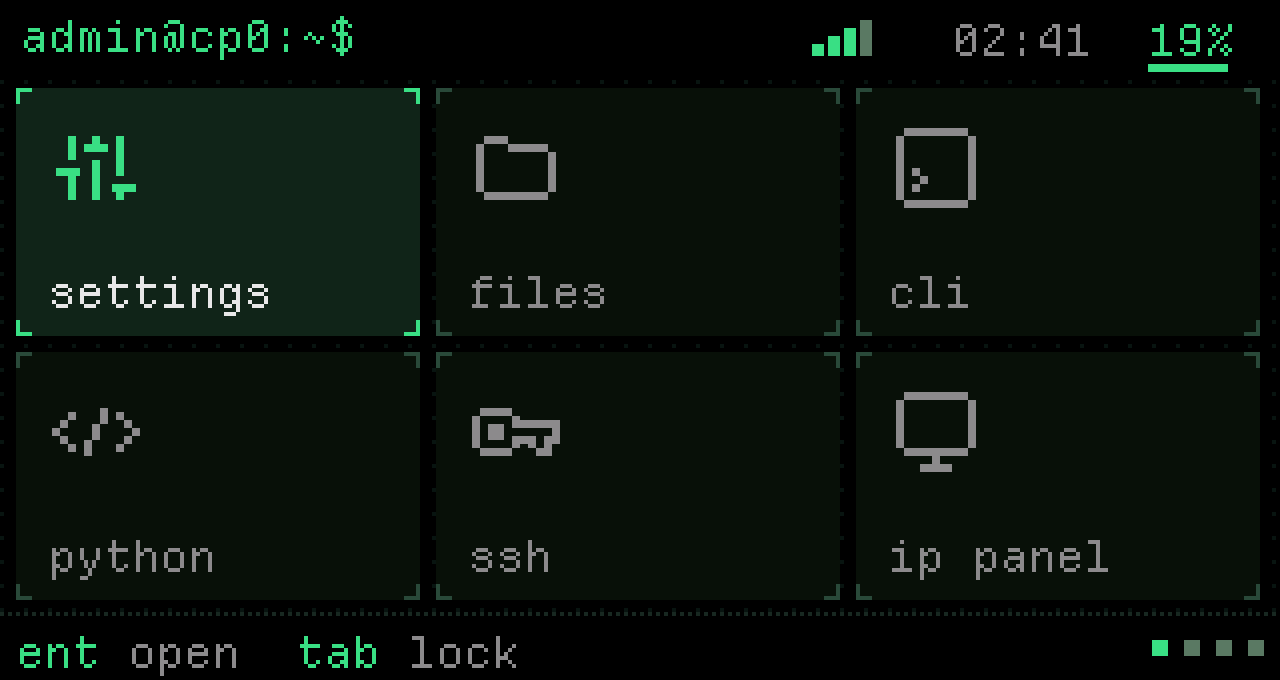 admin@cp0:~$ 02:41 19%
settings files cli
python ssh ip panel
ent open tab lock